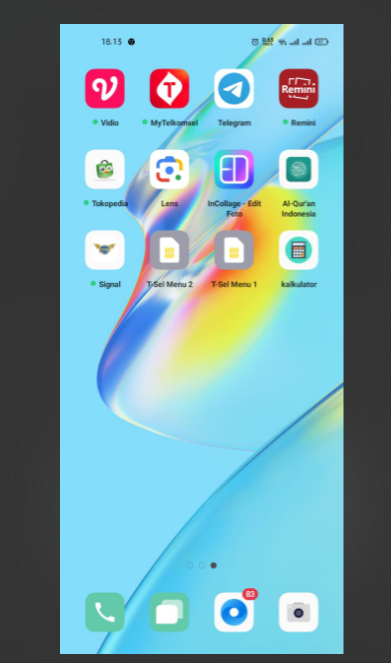 18.13
Remini
Vidio
MyTelkomsel
Telegram
Remini
Tokopedia
Lens
InCollage - Edit
Foto
Al-Qur'an
Indonesia
Signal
T-Sel Menu 2
T-Sel Menu 1
kalkulator
83